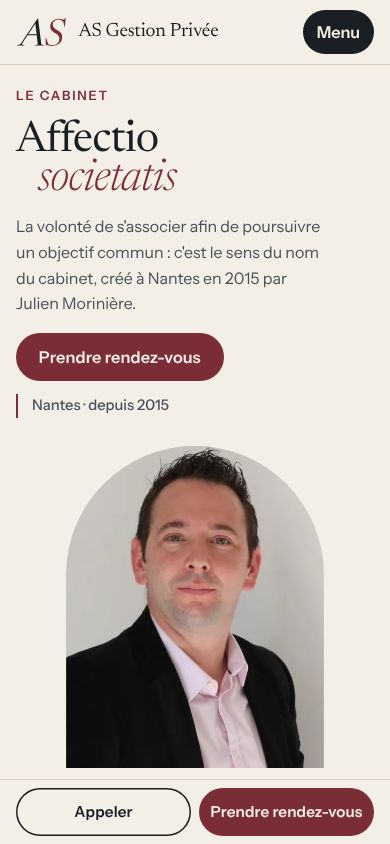 AS AS Gestion Privée
Menu
LE CABINET
Affectio
societatis
La volonté de s'associer afin de poursuivre
un objectif commun : c'est le sens du nom
du cabinet, créé à Nantes en 2015 par
Julien Morinière.
Prendre rendez-vous
Nantes · depuis 2015
Appeler
Prendre rendez-vous